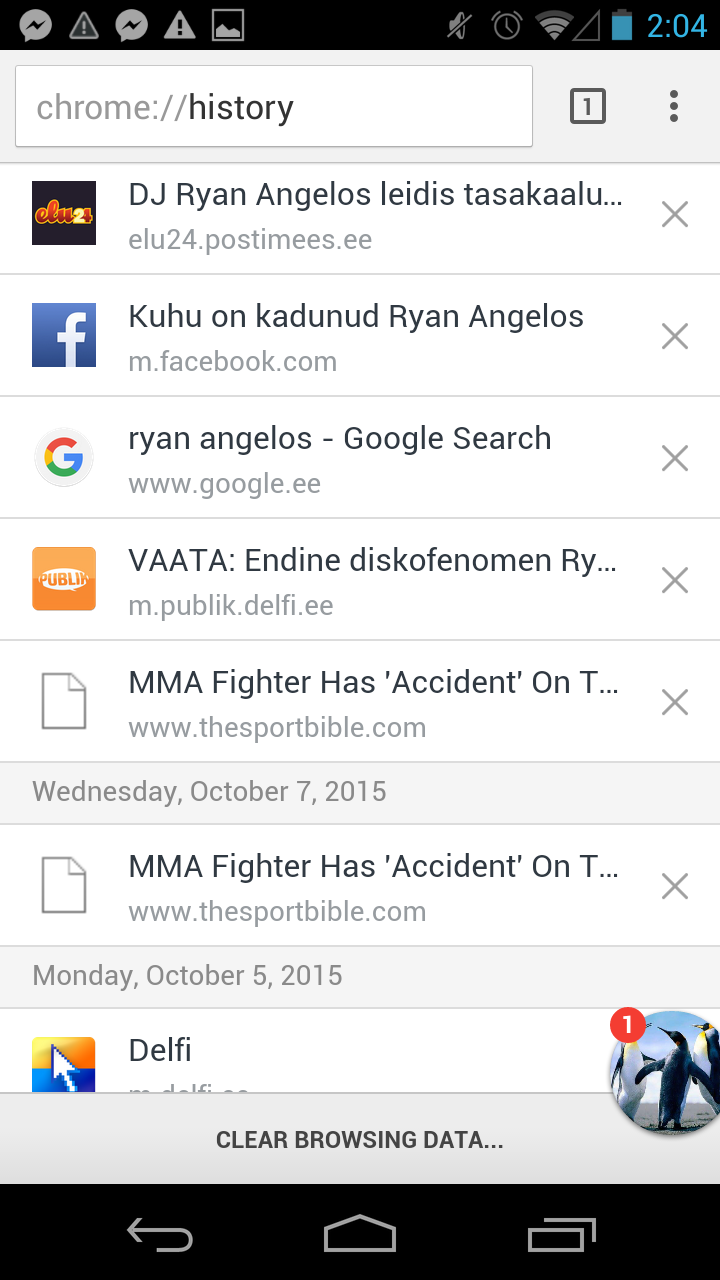 2:04
chrome://history
1
elu24
DJ Ryan Angelos leidis tasakaalu...
elu24.postimees.ee
Kuhu on kadunud Ryan Angelos
m.facebook.com
ryan angelos - Google Search
www.google.ee
PUBLIK
VAATA: Endine diskofenomen Ry...
m.publik.delfi.ee
MMA Fighter Has 'Accident' On T...
www.thesportbible.com
Wednesday, October 7, 2015
MMA Fighter Has 'Accident' On T...
www.thesportbible.com
Monday, October 5, 2015
1
Delfi
m.delfi.ee
CLEAR BROWSING DATA...